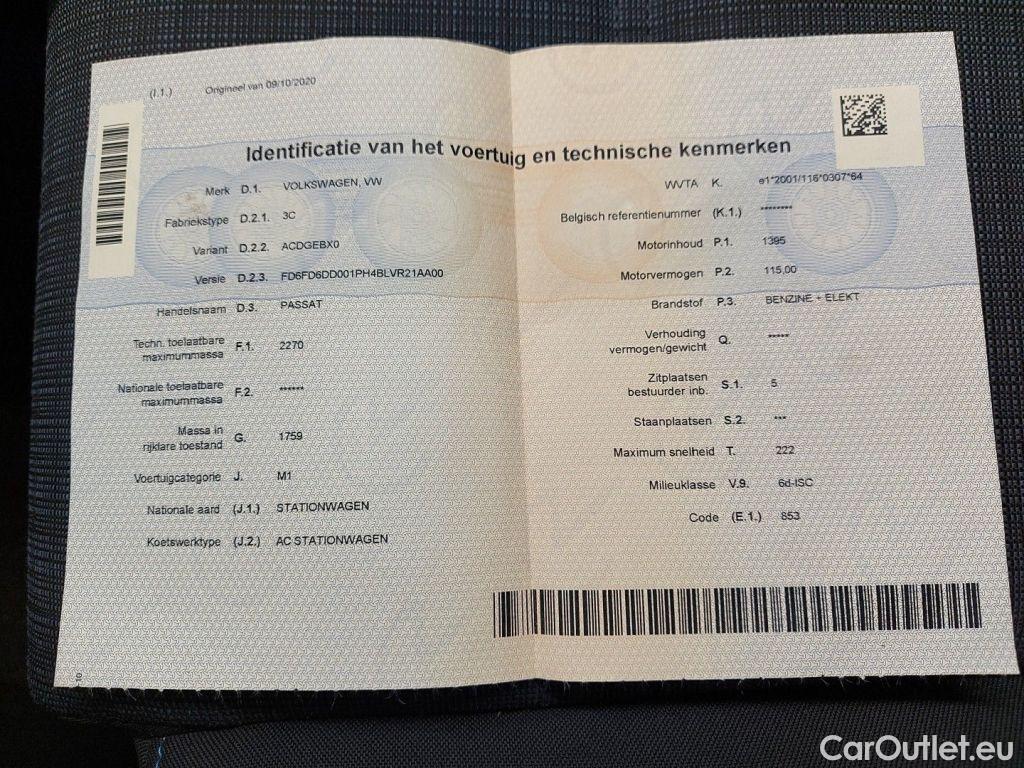 (I.1.) Origineel van 09/10/2020
Identificatie van het voertuig en technische kenmerken
Merk D.1. VOLKSWAGEN, VW
Fabriekstype D.2.1. 3C
Variant D.2.2. ACDGEBX0
Versie D.2.3. FD6FD6DD001PH4BLVR21AA00
Handelsnaam D.3. PASSAT
Techn. toelaatbare
maximummassa F.1. 2270
Nationale toelaatbare
maximummassa F.2. ******
Massa in
rijklare toestand G. 1759
Voertuigcategorie J. M1
Nationale aard (J.1.) STATIONWAGEN
Koetswerktype (J.2.) AC STATIONWAGEN
10
WVTA K. e1*2001/116*0307*64
Belgisch referentienummer (K.1.) ********
Motorinhoud P.1. 1395
Motorvermogen P.2. 115,00
Brandstof P.3. BENZINE + ELEKT
Verhouding
vermogen/gewicht Q. *****
Zitplaatsen
bestuurder inb. S.1. 5
Staanplaatsen S.2. ***
Maximum snelheid T. 222
Milieuklasse V.9. 6d-ISC
Code (E.1.) 853
CarOutlet.eu